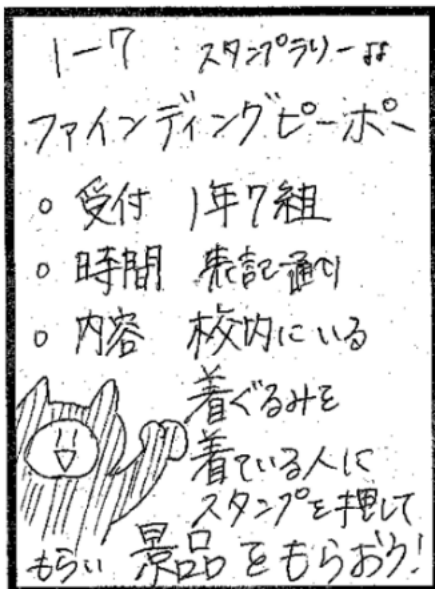 1-7 スタンプラリー
ファインディングピーポー
○ 受付 1年7組
○ 時間 表記通り
○ 内容 校内にいる
着ぐるみを
着ている人に
スタンプを押して
もらい 景品をもらおう!